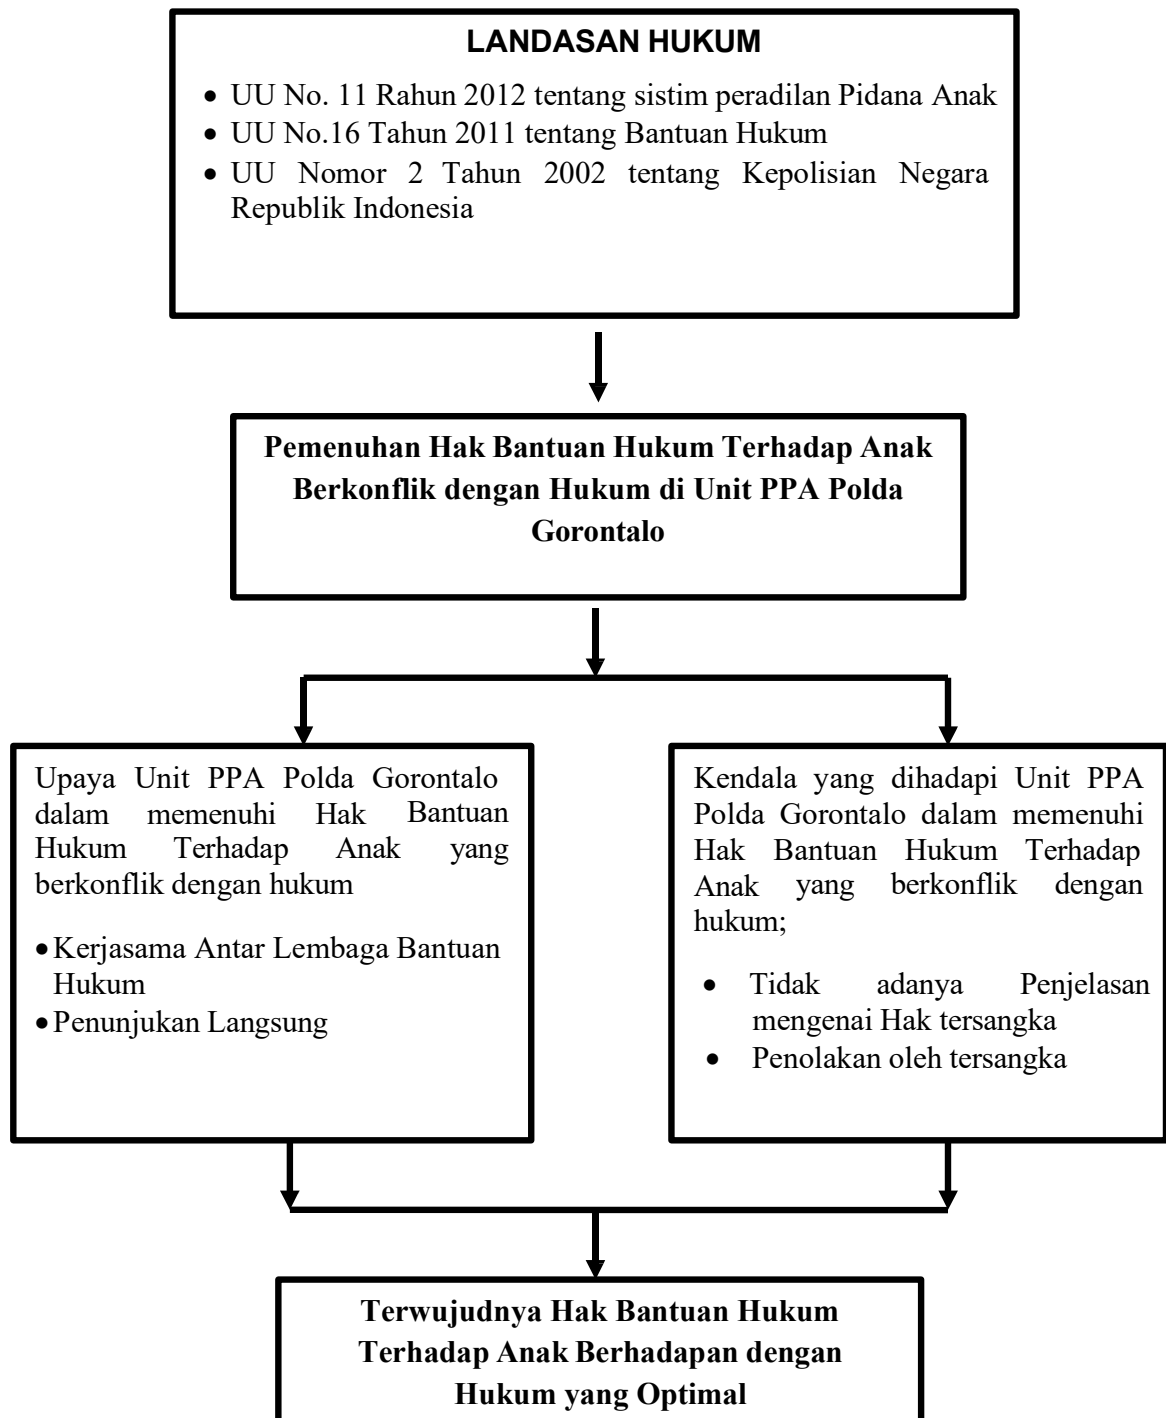 LANDASAN HUKUM
• UU No. 11 Rahun 2012 tentang sistim peradilan Pidana Anak
• UU No.16 Tahun 2011 tentang Bantuan Hukum
• UU Nomor 2 Tahun 2002 tentang Kepolisian Negara
Republik Indonesia
Pemenuhan Hak Bantuan Hukum Terhadap Anak
Berkonflik dengan Hukum di Unit PPA Polda
Gorontalo
Upaya Unit PPA Polda Gorontalo
dalam memenuhi Hak Bantuan
Hukum Terhadap Anak yang
berkonflik dengan hukum
• Kerjasama Antar Lembaga Bantuan
Hukum
• Penunjukan Langsung
Kendala yang dihadapi Unit PPA
Polda Gorontalo dalam memenuhi
Hak Bantuan Hukum Terhadap
Anak yang berkonflik dengan
hukum;
• Tidak adanya Penjelasan
mengenai Hak tersangka
• Penolakan oleh tersangka
Terwujudnya Hak Bantuan Hukum
Terhadap Anak Berhadapan dengan
Hukum yang Optimal